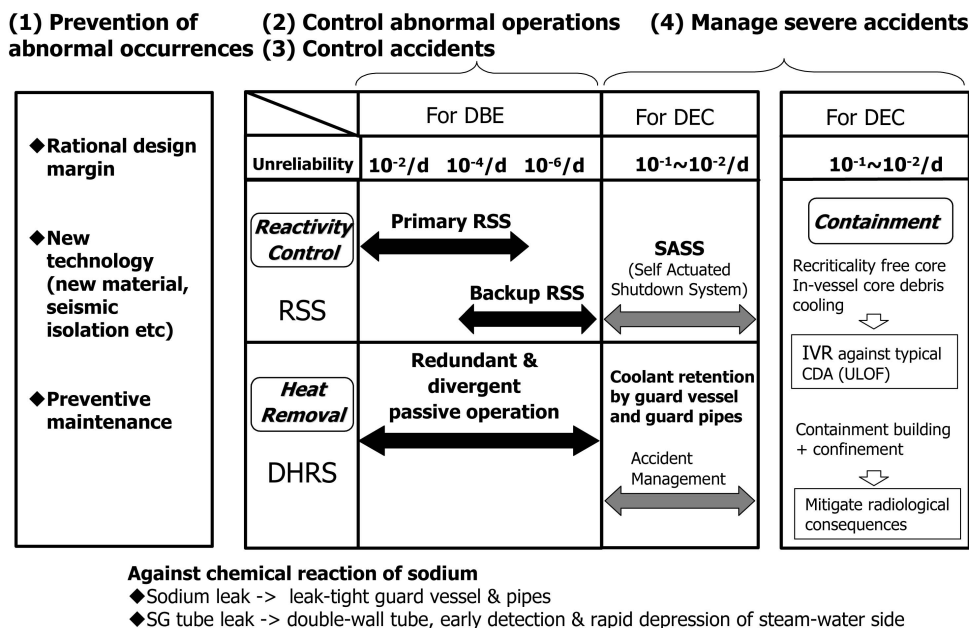 (1) Prevention of
abnormal occurrences
(2) Control abnormal operations
(3) Control accidents
(4) Manage severe accidents
◆Rational design
margin
◆New
technology
(new material,
seismic
isolation etc)
◆Preventive
maintenance
For DBE
For DEC
Unreliability
10⁻²/d 10⁻⁴/d 10⁻⁶/d
10⁻¹~10⁻²/d
Reactivity
Control
RSS
Primary RSS
Backup RSS
SASS
(Self Actuated
Shutdown System)
Heat
Removal
DHRS
Redundant &
divergent
passive operation
Coolant retention
by guard vessel
and guard pipes
Accident
Management
For DEC
10⁻¹~10⁻²/d
Containment
Recriticality free core
In-vessel core debris
cooling
IVR against typical
CDA (ULOF)
Containment building
+ confinement
Mitigate radiological
consequences
Against chemical reaction of sodium
◆Sodium leak -> leak-tight guard vessel & pipes
◆SG tube leak -> double-wall tube, early detection & rapid depression of steam-water side